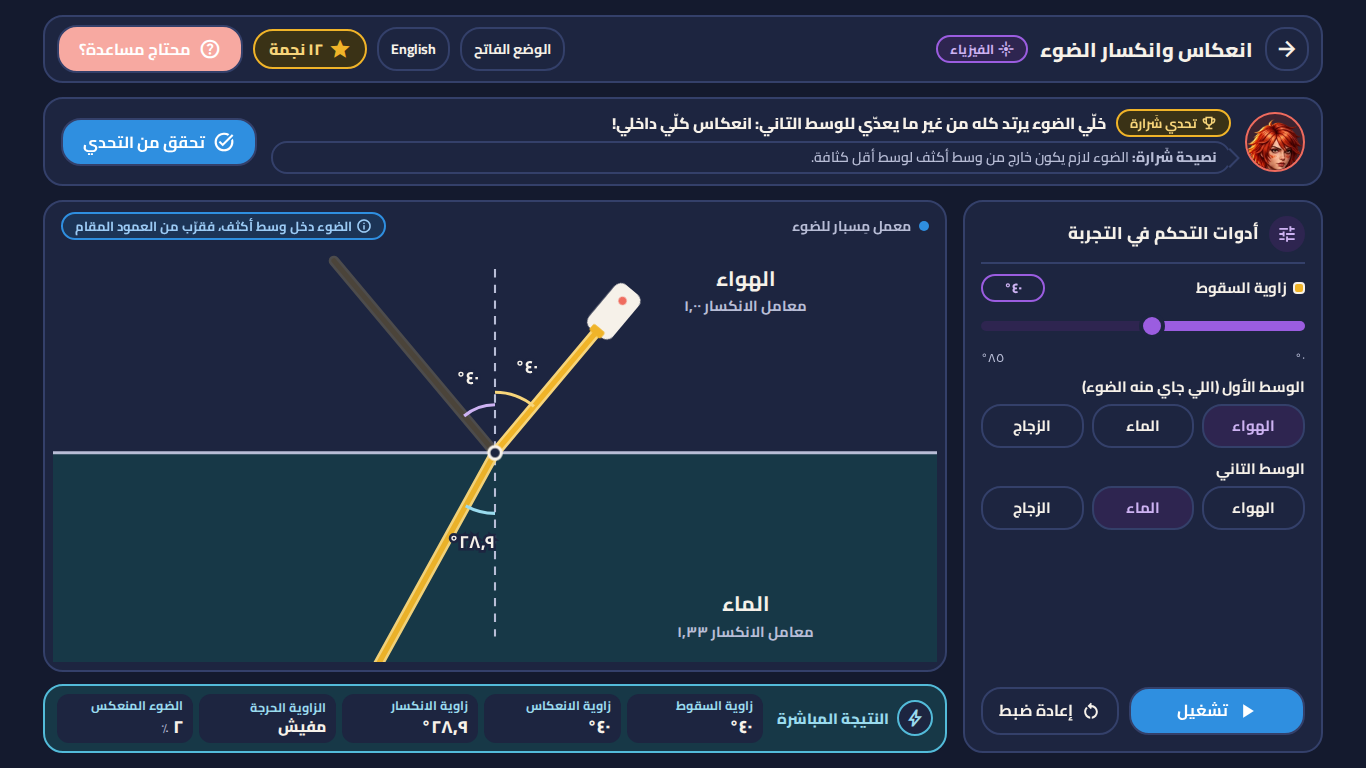 انعكاس وانكسار الضوء
الفيزياء
الوضع الفاتح
English
١٢ نجمة
محتاج مساعدة؟
تحدي شرارة
خلّي الضوء يرتد كله من غير ما يعدّي للوسط التاني: انعكاس كلّي داخلي!
نصيحة شرارة: الضوء لازم يكون خارج من وسط أكثف لوسط أقل كثافة.
تحقق من التحدي
أدوات التحكم في التجربة
زاوية السقوط
٤٠°
٠°
٨٥°
الوسط الأول (اللي جاي منه الضوء)
الهواء
الماء
الزجاج
الوسط التاني
الهواء
الماء
الزجاج
تشغيل
إعادة ضبط
معمل مِسبار للضوء
الضوء دخل وسط أكثف، فقرّب من العمود المقام
الهواء
معامل الانكسار ١٫٠٠
٤٠°
٤٠°
٢٨٫٩°
الماء
معامل الانكسار ١٫٣٣
النتيجة المباشرة
زاوية السقوط
٤٠°
زاوية الانعكاس
٤٠°
زاوية الانكسار
٢٨٫٩°
الزاوية الحرجة
مفيش
الضوء المنعكس
٢ ٪